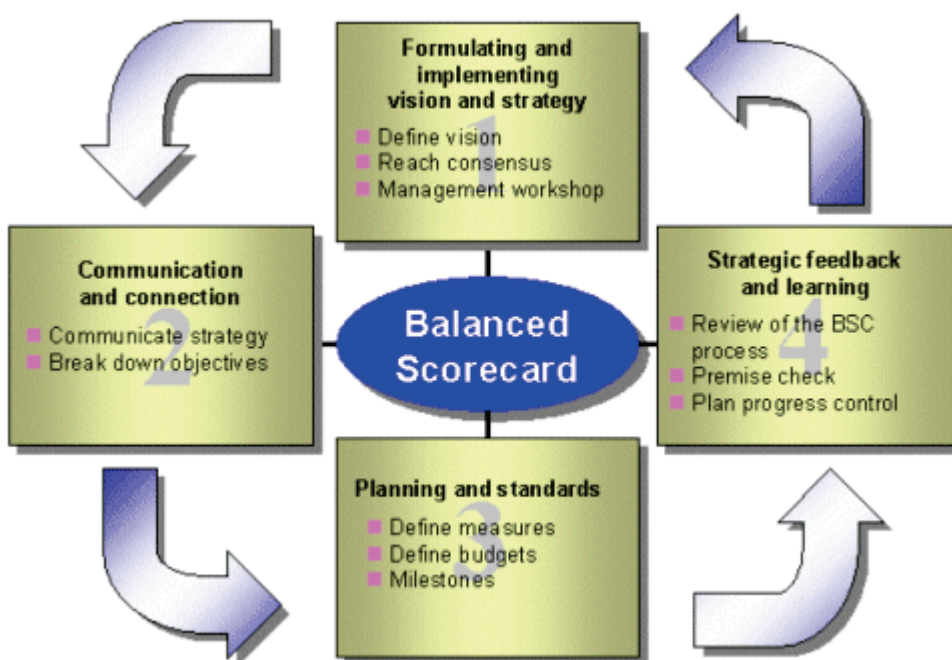 Formulating and
implementing
vision and strategy
Define vision
Reach consensus
Management workshop
1
Communication
and connection
Communicate strategy
Break down objectives
2
Balanced
Scorecard
Strategic feedback
and learning
Review of the BSC
process
Premise check
Plan progress control
4
Planning and standards
Define measures
Define budgets
Milestones
3